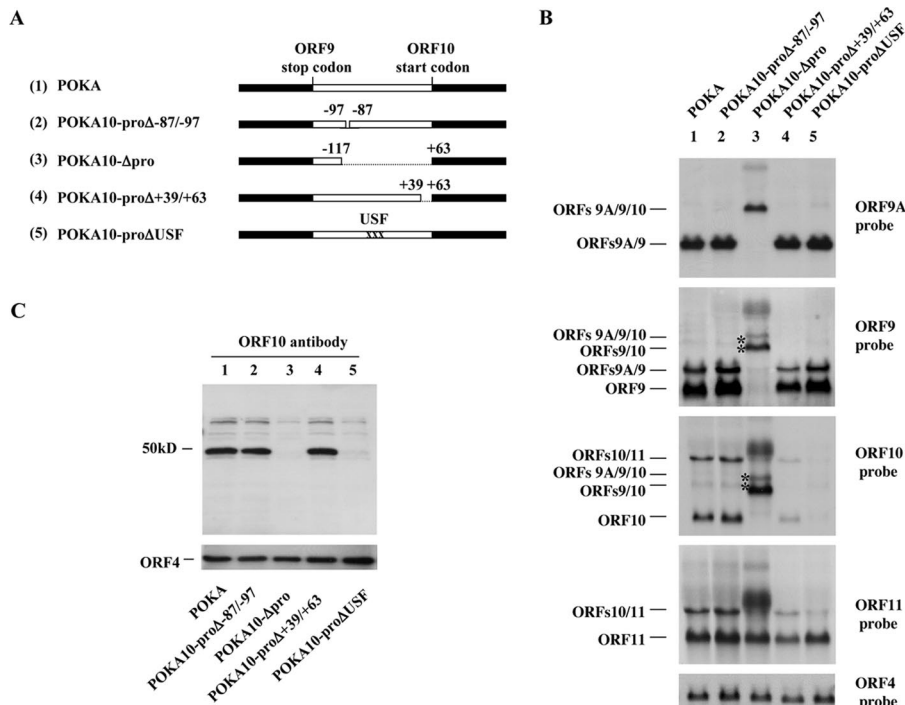 A
ORF9 ORF10
stop codon start codon
(1) POKA
-97 -87
(2) POKA10-proΔ-87/-97
-117 +63
(3) POKA10-Δpro
+39 +63
(4) POKA10-proΔ+39/+63
USF
(5) POKA10-proΔUSF
xxx
B
POKA
POKA10-proΔ-87/-97
POKA10-Δpro
POKA10-proΔ+39/+63
POKA10-proΔUSF
1 2 3 4 5
ORFs 9A/9/10
ORFs9A/9
ORF9A
probe
ORFs 9A/9/10
ORFs9/10
ORFs9A/9
ORF9
*
*
ORF9
probe
ORFs10/11
ORFs 9A/9/10
ORFs9/10
ORF10
*
*
ORF10
probe
ORFs10/11
ORF11
ORF11
probe
ORF4
probe
C
ORF10 antibody
1 2 3 4 5
50kD
ORF4
POKA
POKA10-proΔ-87/-97
POKA10-Δpro
POKA10-proΔ+39/+63
POKA10-proΔUSF